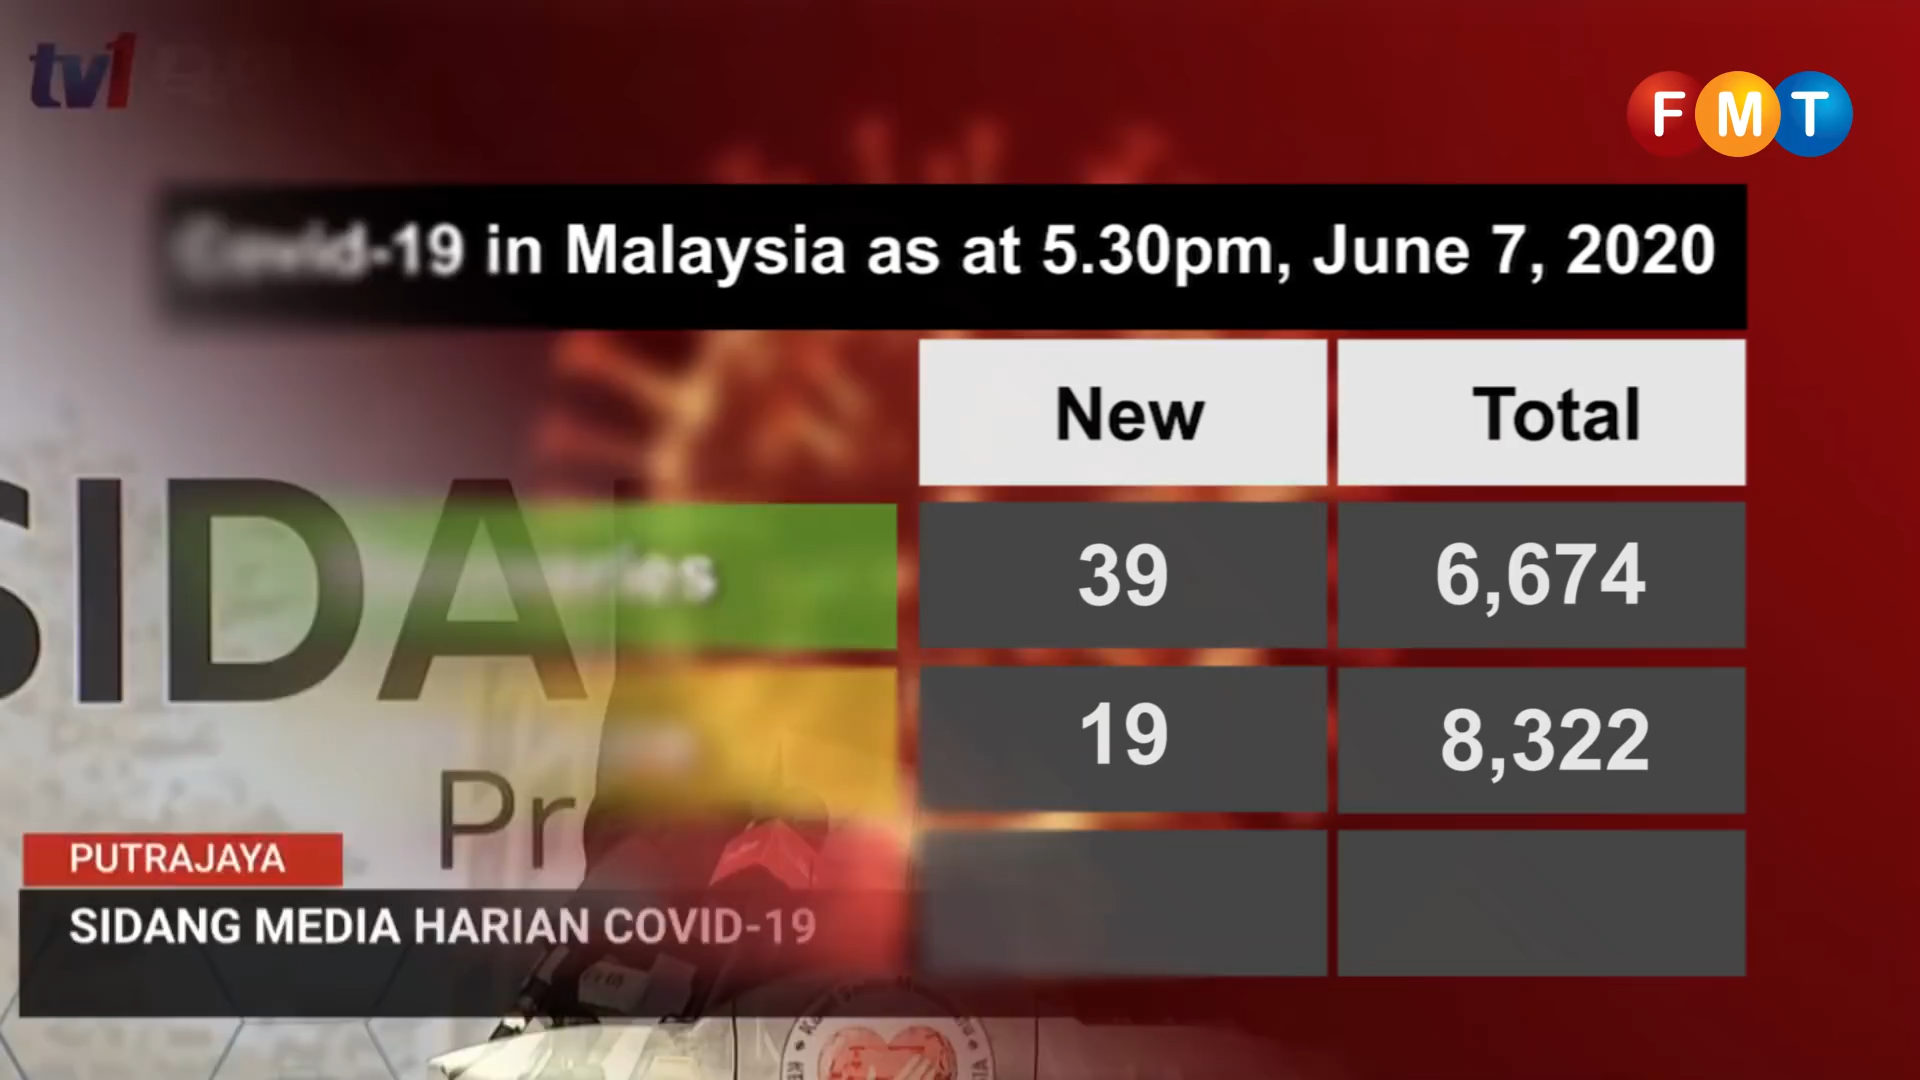 tv1
FMT
Covid-19 in Malaysia as at 5.30pm, June 7, 2020
New Total
39 6,674
19 8,322
SIDA
Pr
PUTRAJAYA
SIDANG MEDIA HARIAN COVID-19